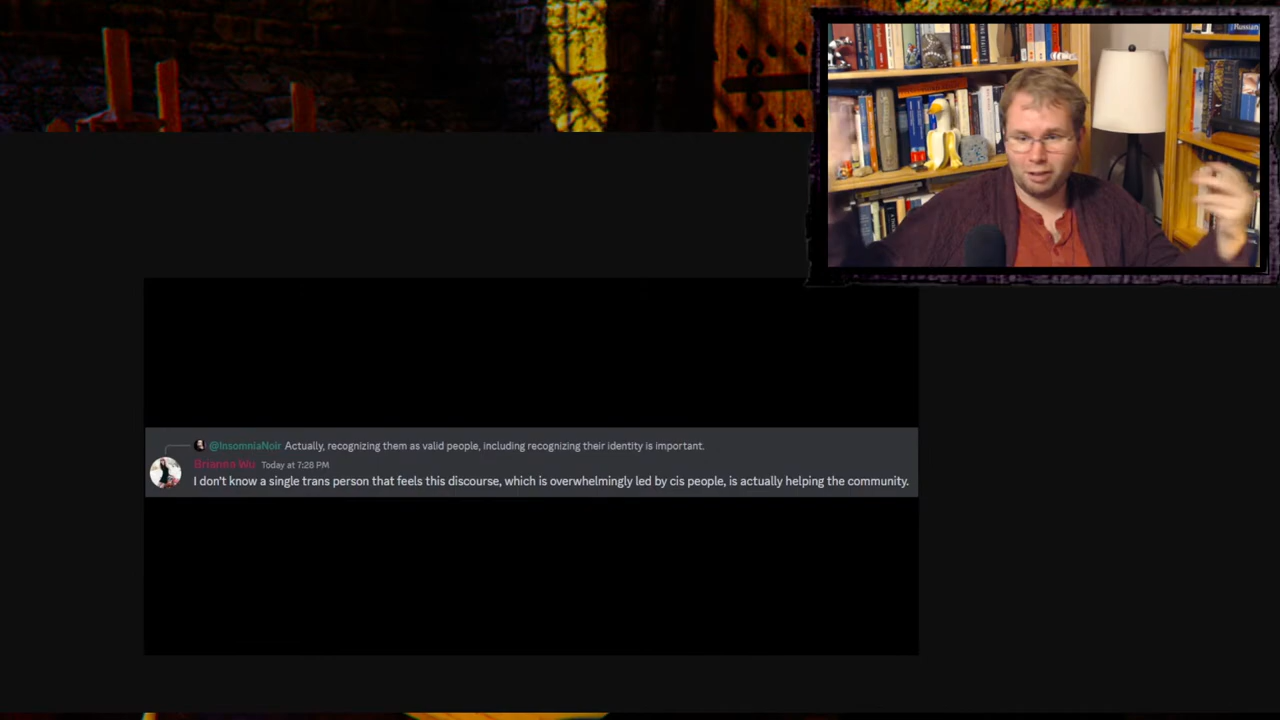 Russian
@InsomniaNoir Actually, recognizing them as valid people, including recognizing their identity is important.
Brianna Wu Today at 7:28 PM
I don't know a single trans person that feels this discourse, which is overwhelmingly led by cis people, is actually helping the community.